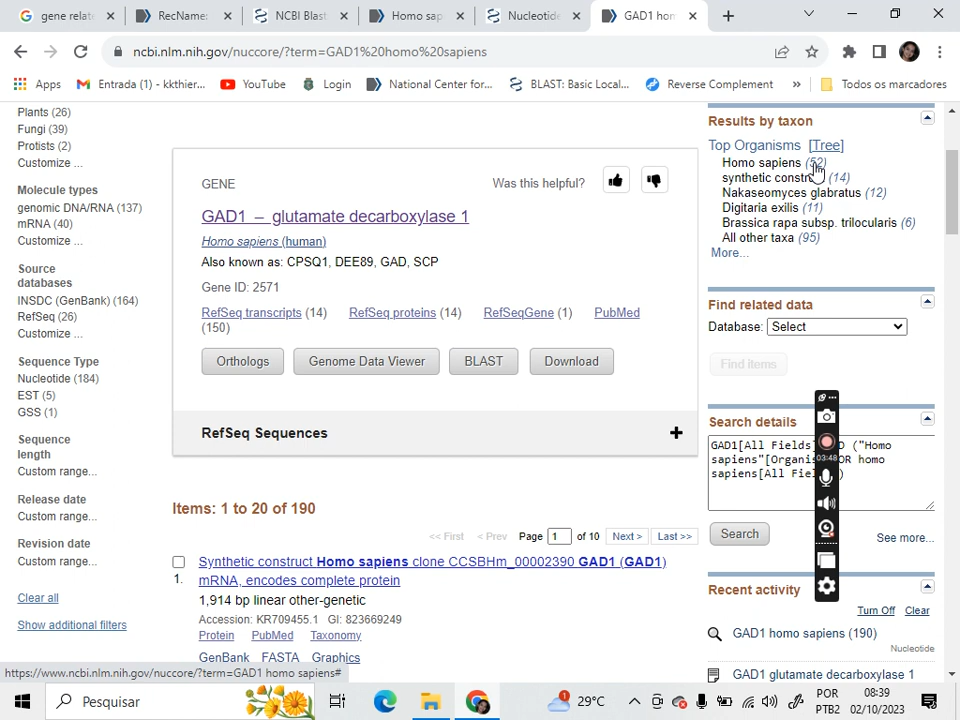 gene relat
RecName:
NCBI Blast
Homo sap
Nucleotide
GAD1 hom
ncbi.nlm.nih.gov/nuccore/?term=GAD1%20homo%20sapiens
Apps
Entrada (3) - kkthier...
YouTube
Login
National Center for...
BLAST: Basic Local...
Reverse Complement
»
Todos os marcadores
Plants (26)
Fungi (39)
Protists (2)
Customize ...
Molecule types
genomic DNA/RNA (137)
mRNA (40)
Customize ...
Source
databases
INSDC (GenBank) (164)
RefSeq (26)
Customize ...
Sequence Type
Nucleotide (184)
EST (5)
GSS (1)
Sequence
length
Custom range...
Release date
Custom range...
Revision date
Custom range...
Clear all
Show additional filters
GENE
Was this helpful?
GAD1 – glutamate decarboxylase 1
Homo sapiens (human)
Also known as: CPSQ1, DEE89, GAD, SCP
Gene ID: 2571
RefSeq transcripts (14) RefSeq proteins (14) RefSeqGene (1) PubMed
(150)
Orthologs
Genome Data Viewer
BLAST
Download
RefSeq Sequences
Items: 1 to 20 of 190
<< First < Prev Page 1 of 10 Next > Last >>
Synthetic construct Homo sapiens clone CCSBHm_00002390 GAD1 (GAD1)
1. mRNA, encodes complete protein
1,914 bp linear other-genetic
Accession: KR709455.1 GI: 823669249
Protein PubMed Taxonomy
GenBank FASTA Graphics
Results by taxon
Top Organisms [Tree]
Homo sapiens (52)
synthetic constr (14)
Nakaseomyces glabratus (12)
Digitaria exilis (11)
Brassica rapa subsp. trilocularis (6)
All other taxa (95)
More...
Find related data
Database: Select
Find items
Search details
GAD1[All Fields ("Homo
sapiens"[Organis OR homo
sapiens[All Fiel )
03:48
Search
See more...
Recent activity
Turn Off Clear
GAD1 homo sapiens (190)
Nucleotide
GAD1 glutamate decarboxylase 1
https://www.ncbi.nlm.nih.gov/nuccore/?term=GAD1 homo sapiens#
Pesquisar
29°C
POR
PTB2
08:39
02/10/2023